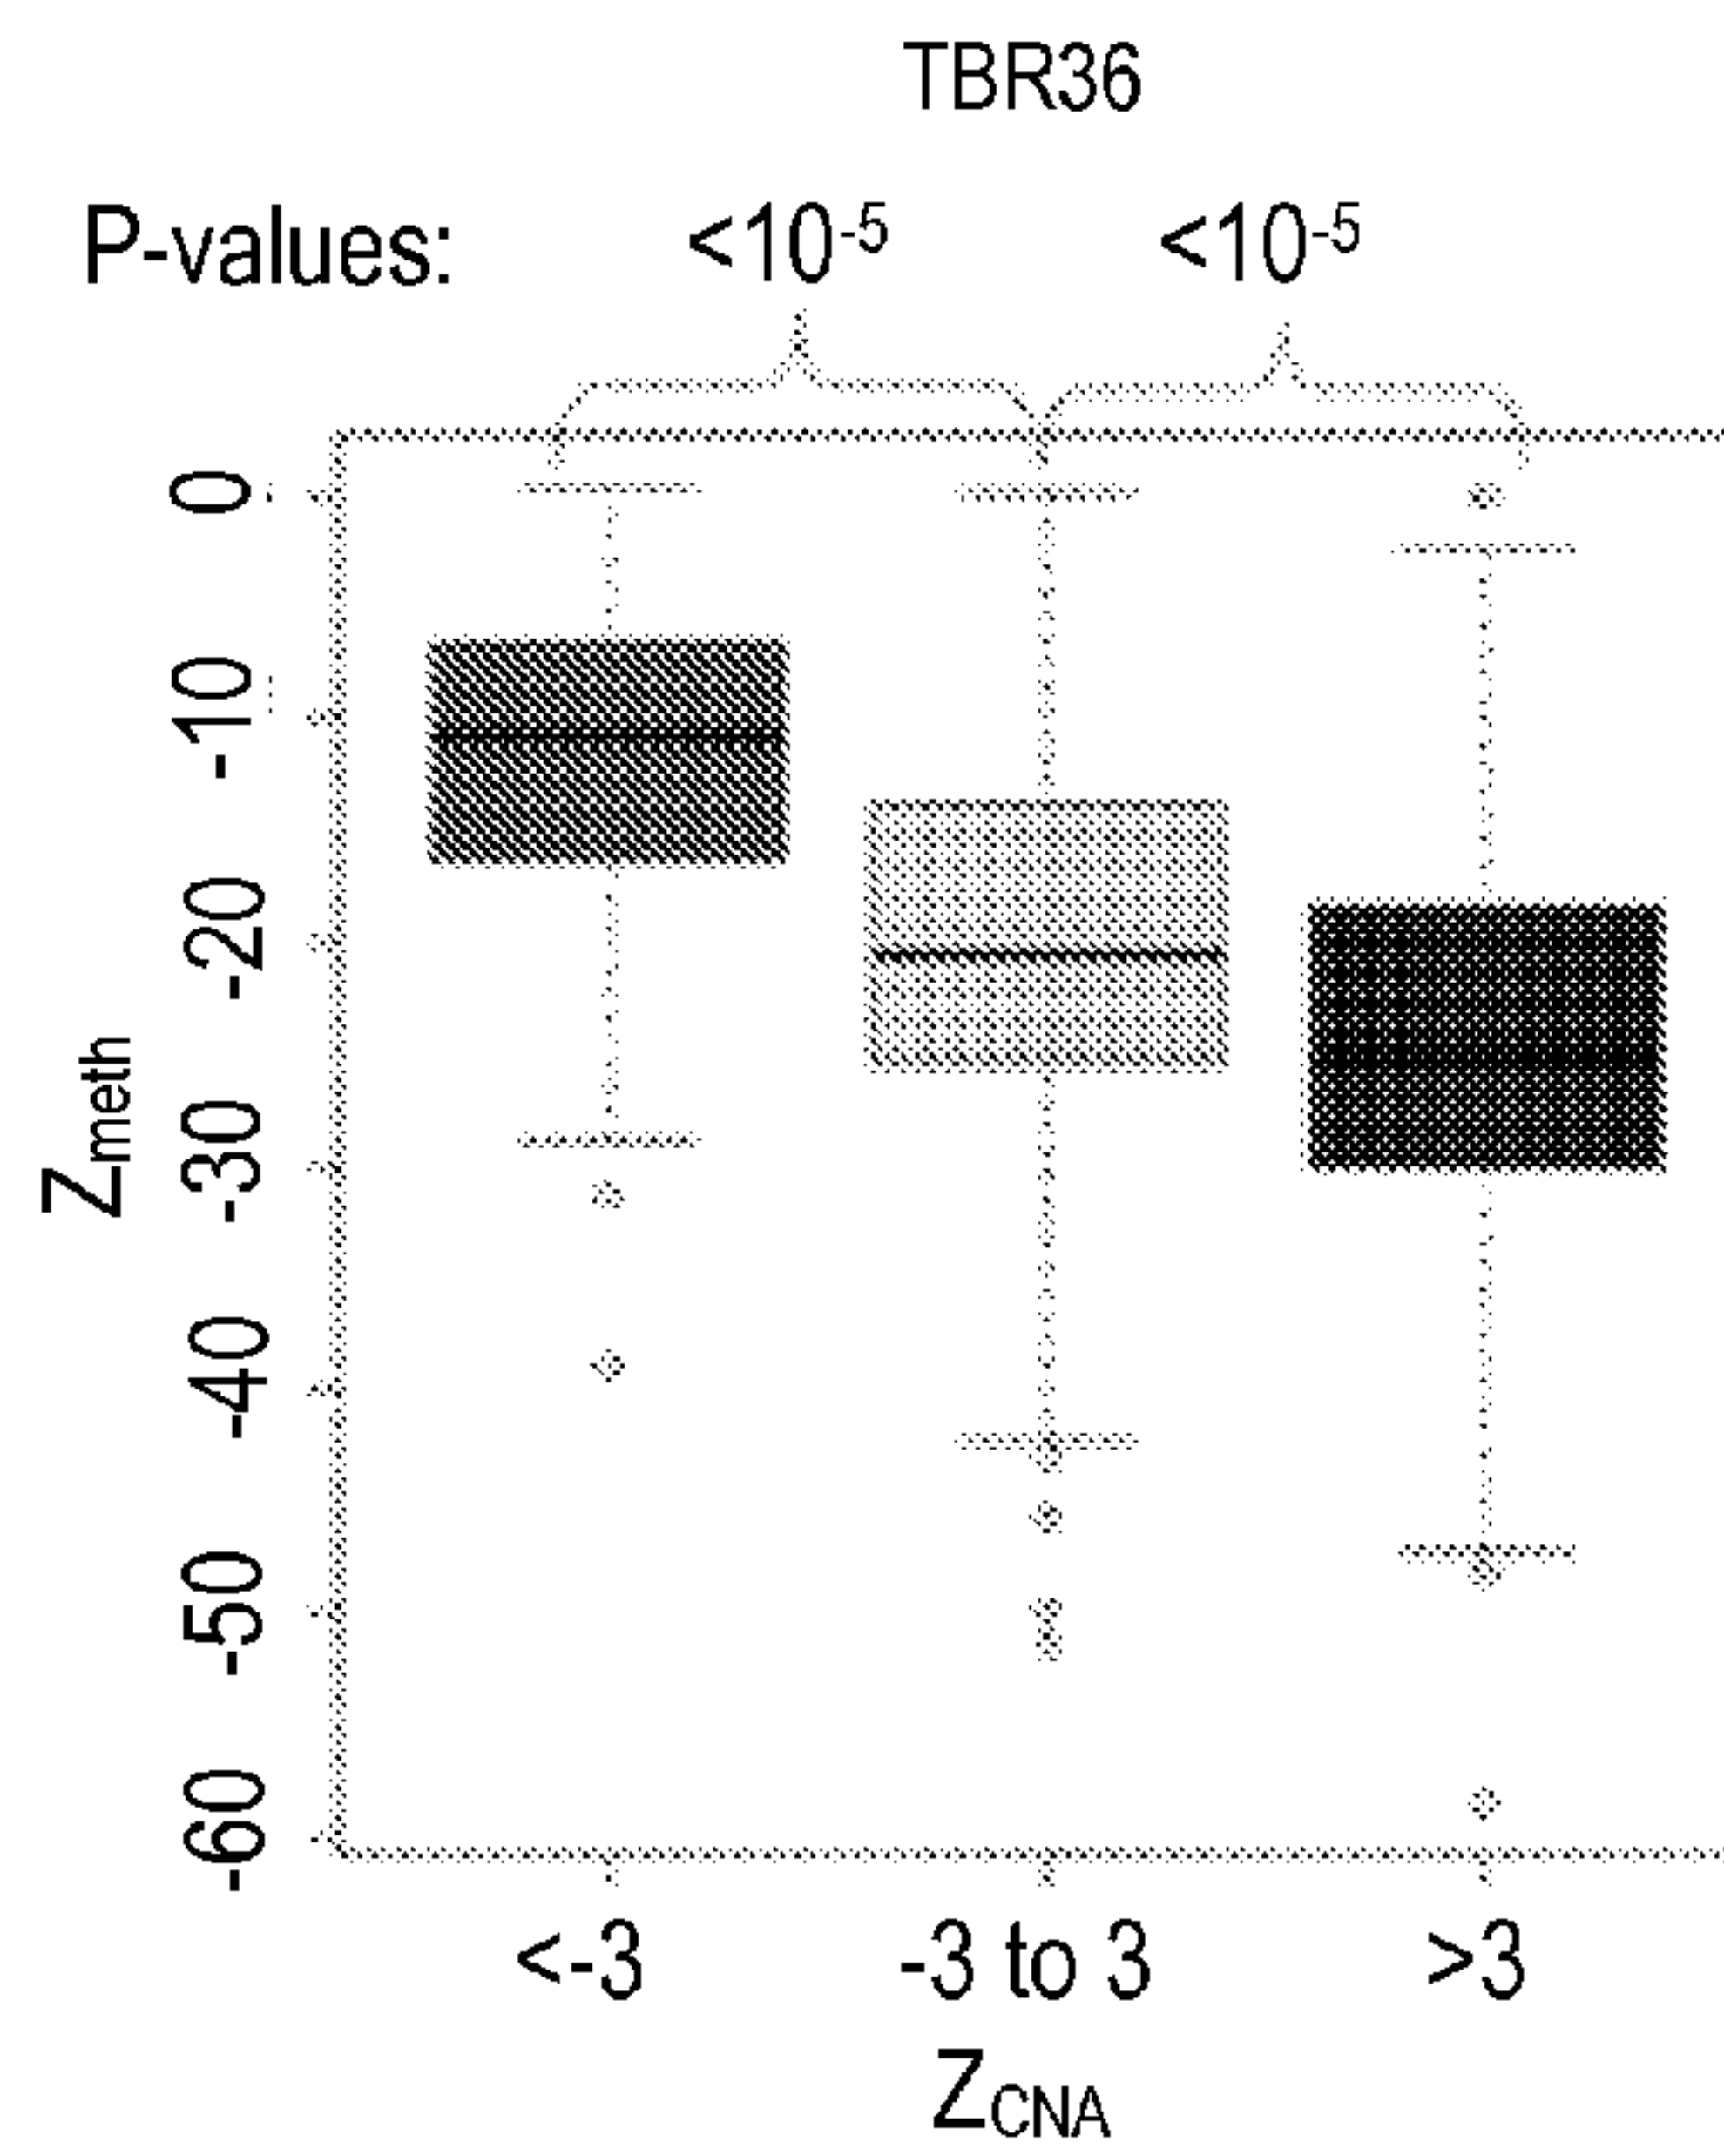 TBR36
P-values: <10⁻⁵ <10⁻⁵
0
-10
-20
-30
-40
-50
-60
Zmeth
<-3 -3 to 3 >3
ZCNA